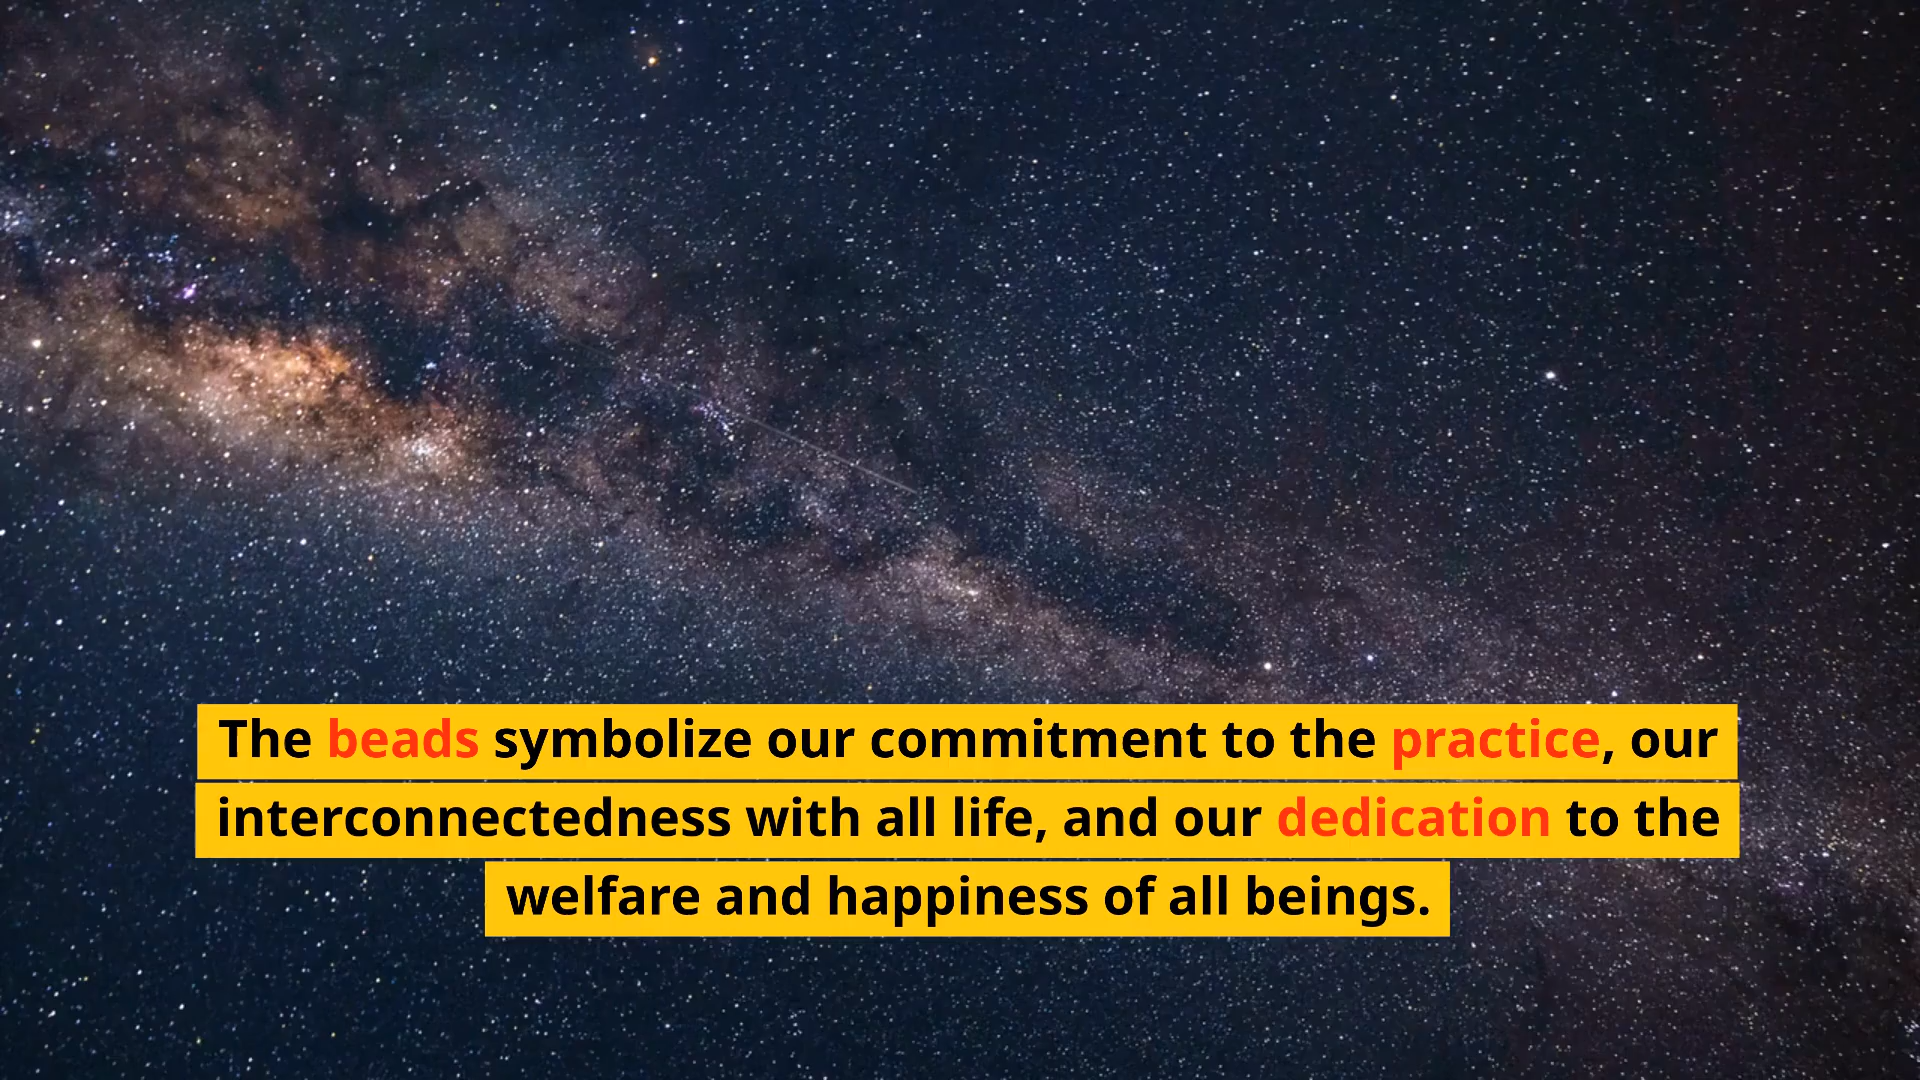 The beads symbolize our commitment to the practice, our
interconnectedness with all life, and our dedication to the
welfare and happiness of all beings.